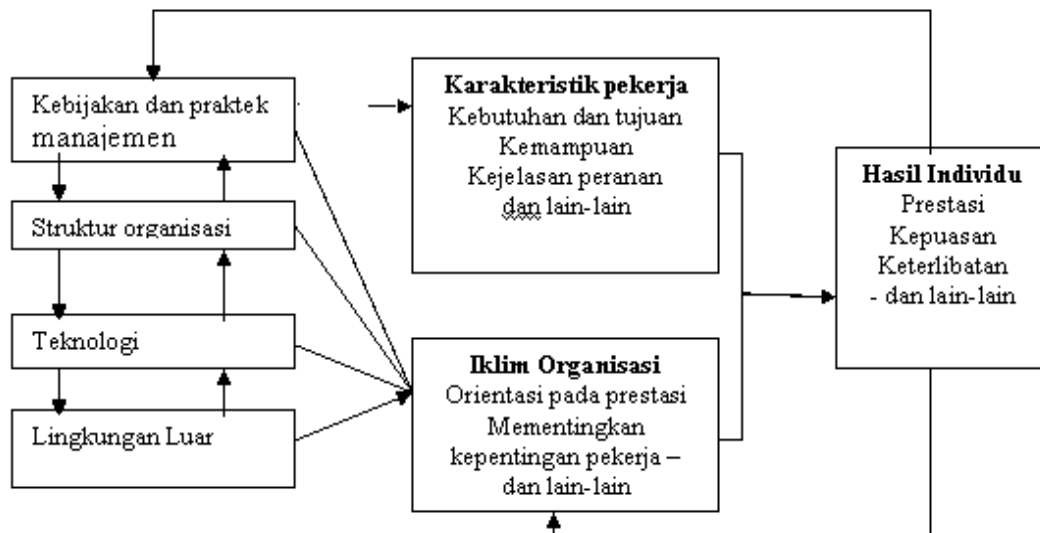 Kebijakan dan praktek
manajemen
Struktur organisasi
Teknologi
Lingkungan Luar
Karakteristik pekerja
Kebutuhan dan tujuan
Kemampuan
Kejelasan peranan
dan lain-lain
Iklim Organisasi
Orientasi pada prestasi
Mementingkan
kepentingan pekerja –
dan lain-lain
Hasil Individu
Prestasi
Kepuasan
Keterlibatan
- dan lain-lain